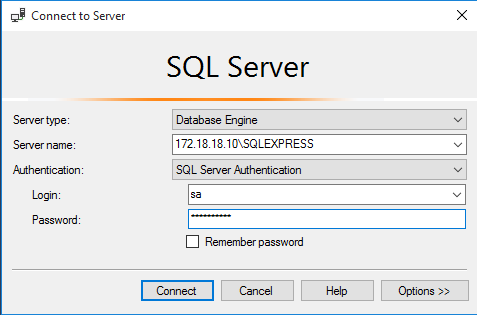 Connect to Server
SQL Server
Server type: Database Engine
Server name: 172.18.18.10\SQLEXPRESS
Authentication: SQL Server Authentication
Login: sa
Password: **********
Remember password
Connect Cancel Help Options >>